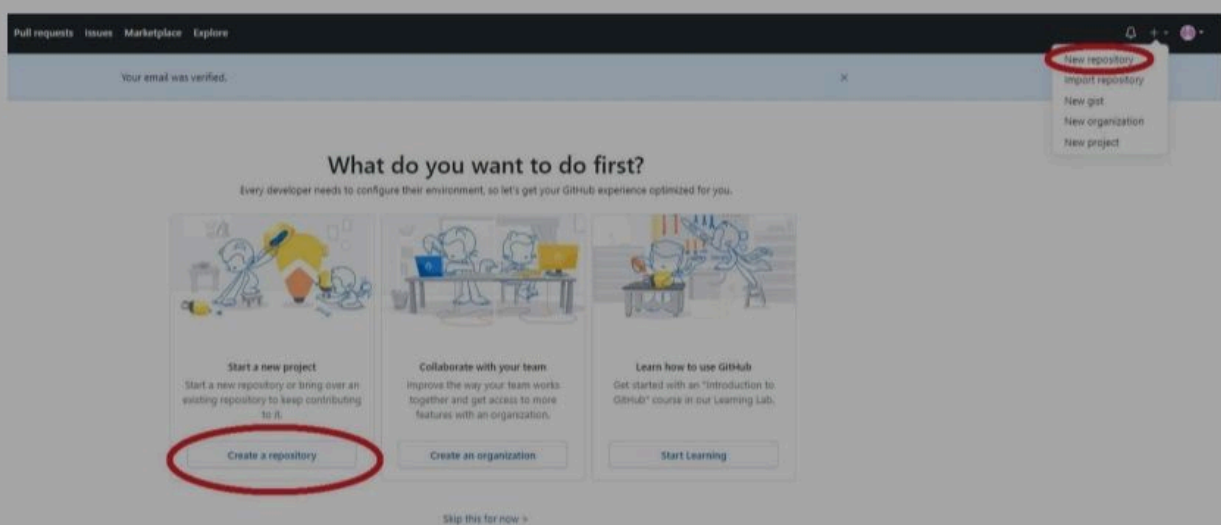 Pull requests Issues Marketplace Explore
Your email was verified.
New repository
Import repository
New gist
New organization
New project
What do you want to do first?
Every developer needs to configure their environment, so let's get your GitHub experience optimized for you.
Start a new project
Start a new repository or bring over an
existing repository to keep contributing
to it.
Create a repository
Collaborate with your team
Improve the way your team works
together and get access to more
features with an organization.
Create an organization
Learn how to use GitHub
Get started with an "Introduction to
GitHub" course in our Learning Lab.
Start Learning
Skip this for now >